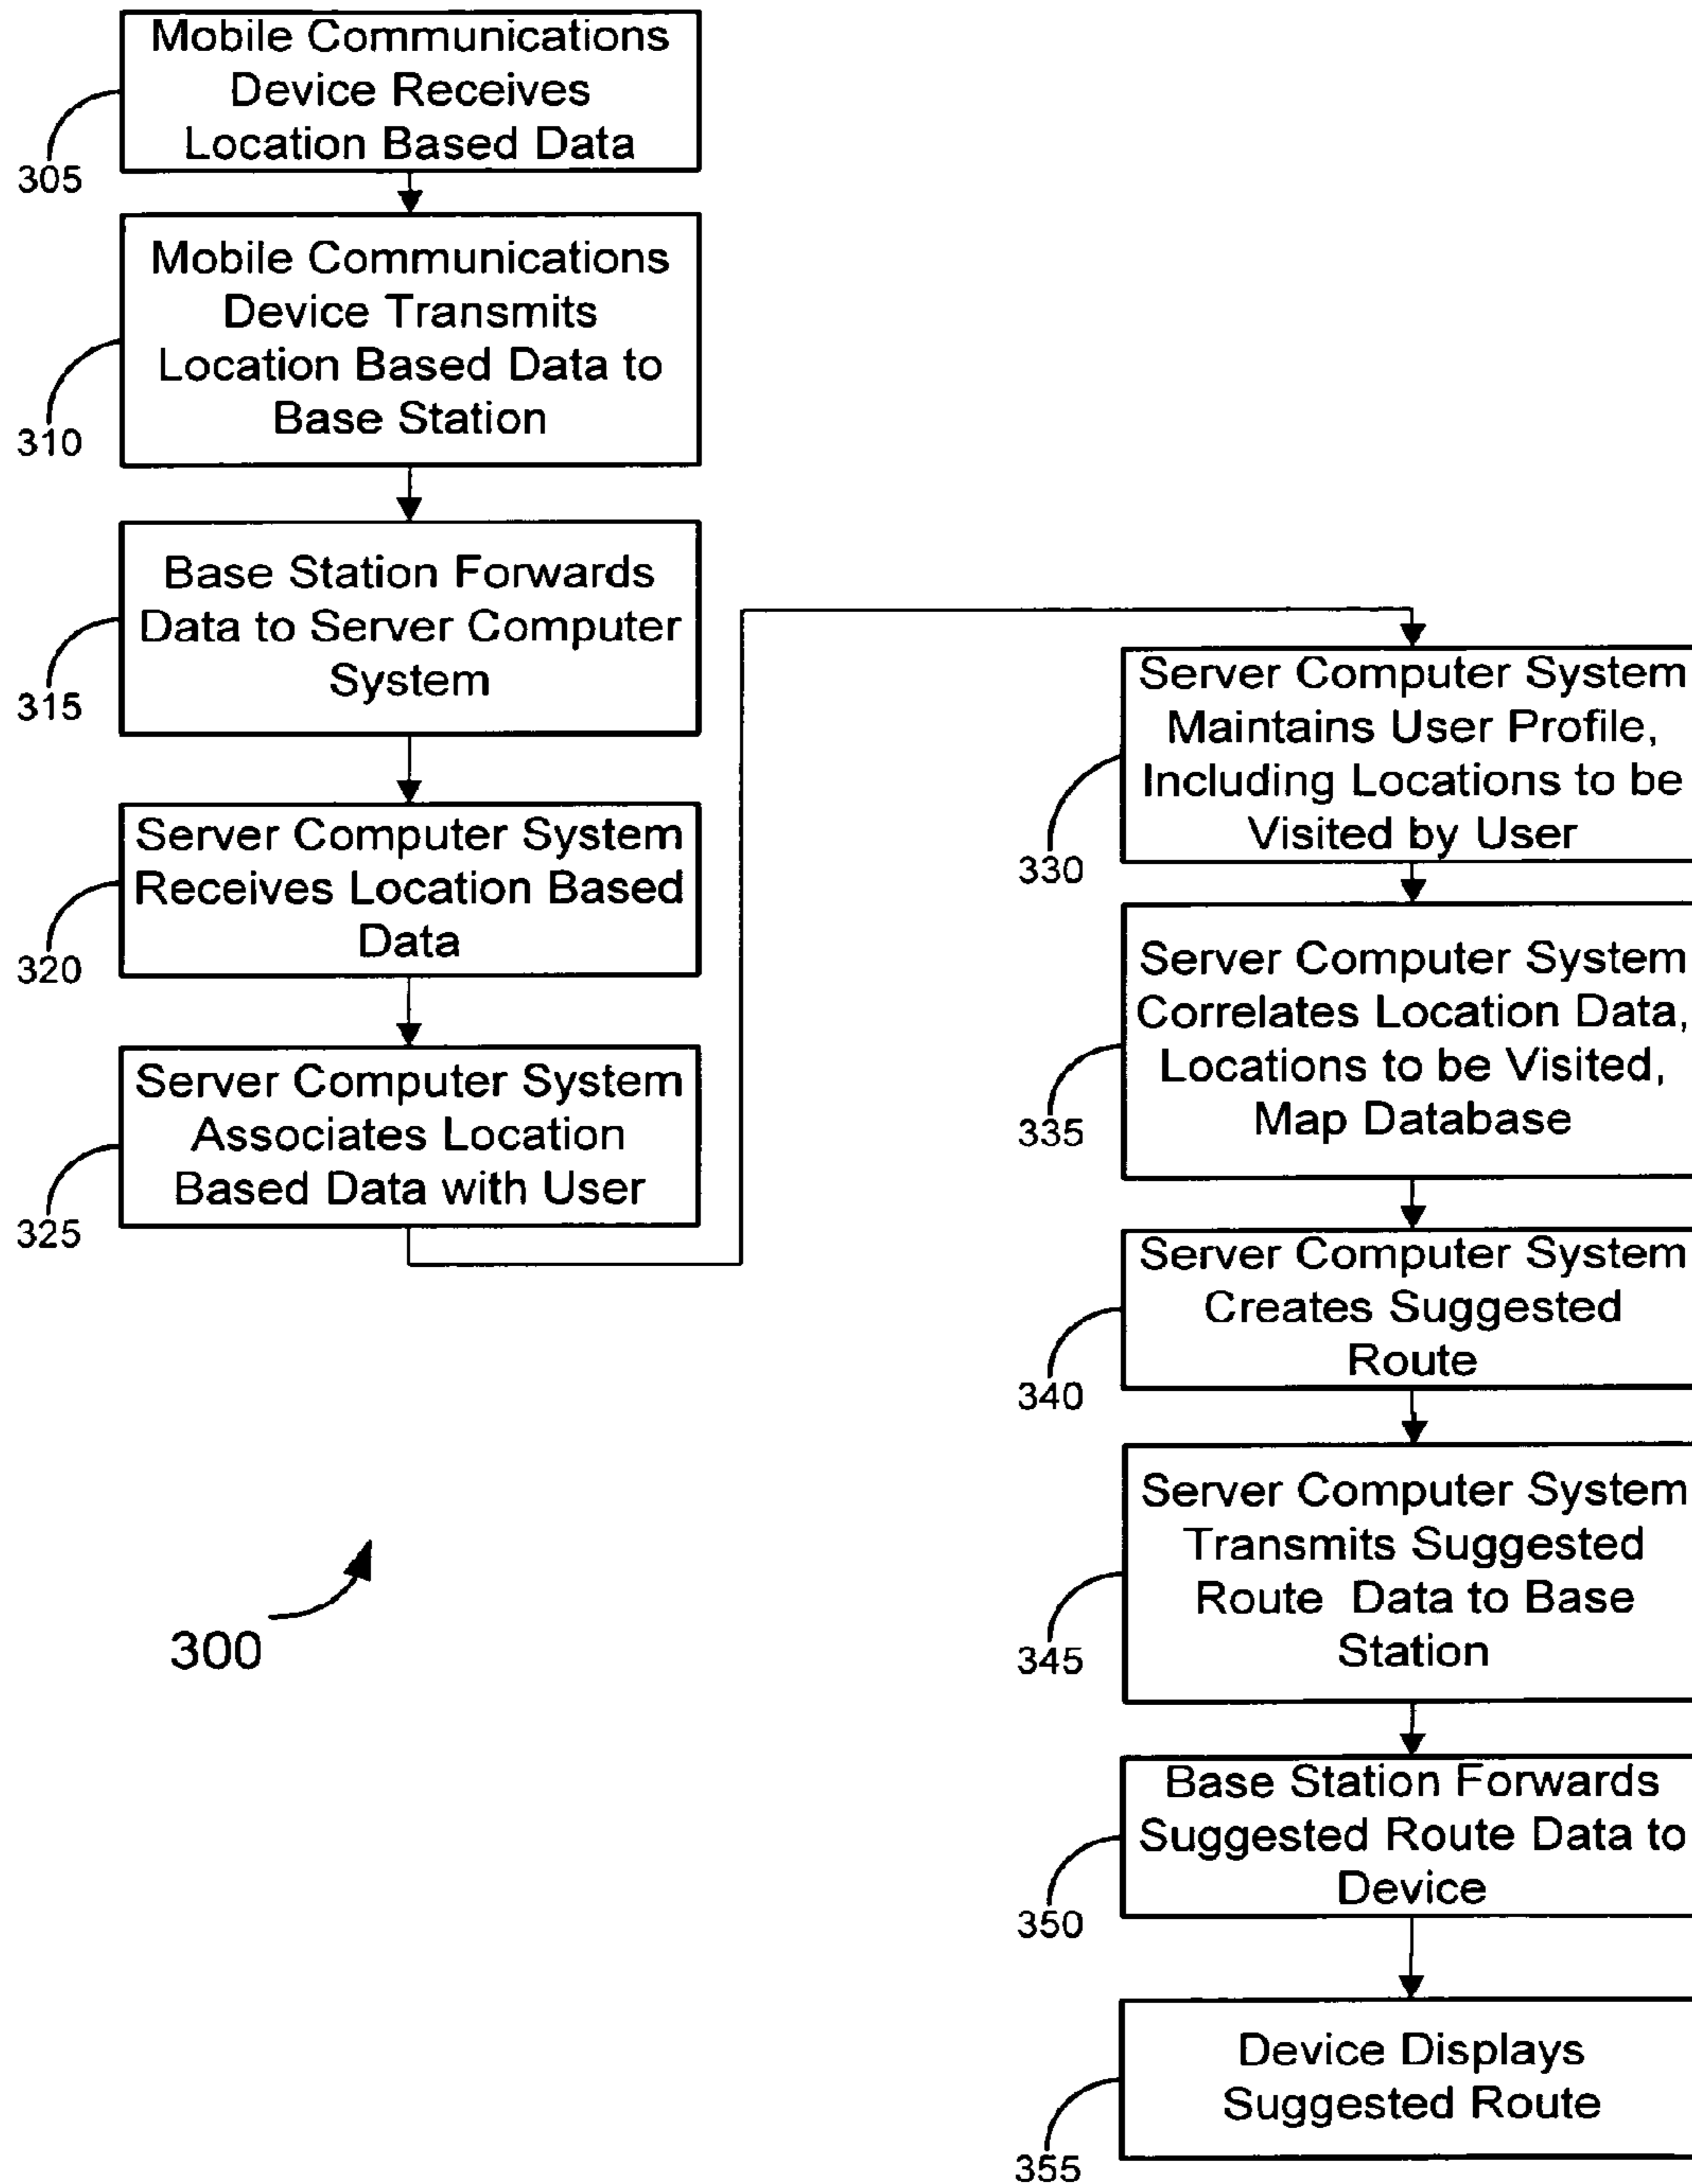 Mobile Communications
Device Receives
Location Based Data
305
Mobile Communications
Device Transmits
Location Based Data to
Base Station
310
Base Station Forwards
Data to Server Computer
System
315
Server Computer System
Receives Location Based
Data
320
Server Computer System
Associates Location
Based Data with User
325
300
Server Computer System
Maintains User Profile,
Including Locations to be
Visited by User
330
Server Computer System
Correlates Location Data,
Locations to be Visited,
Map Database
335
Server Computer System
Creates Suggested
Route
340
Server Computer System
Transmits Suggested
Route Data to Base
Station
345
Base Station Forwards
Suggested Route Data to
Device
350
Device Displays
Suggested Route
355